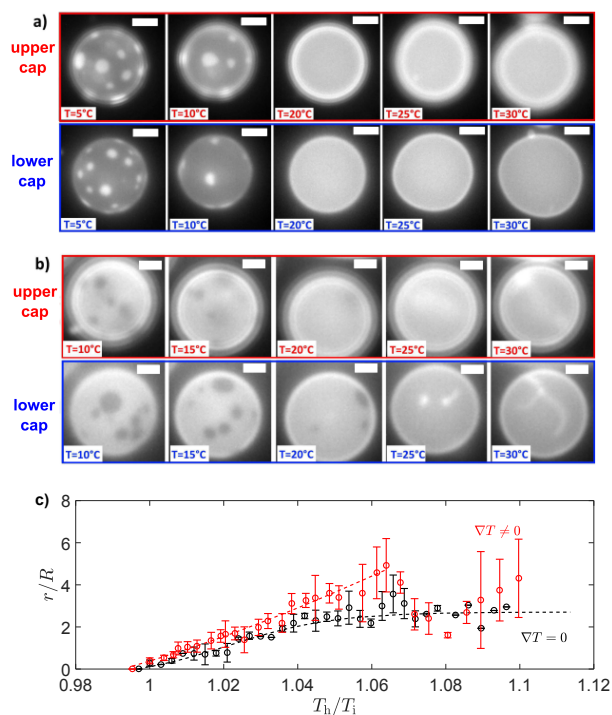 a)
upper
cap
T=5°C T=10°C T=20°C T=25°C T=30°C
lower
cap
T=5°C T=10°C T=20°C T=25°C T=30°C
b)
upper
cap
T=10°C T=15°C T=20°C T=25°C T=30°C
lower
cap
T=10°C T=15°C T=20°C T=25°C T=30°C
c)
8
6
4
2
0
r/R
∇T ≠ 0
∇T = 0
0.98 1 1.02 1.04 1.06 1.08 1.1 1.12
T_h/T_i